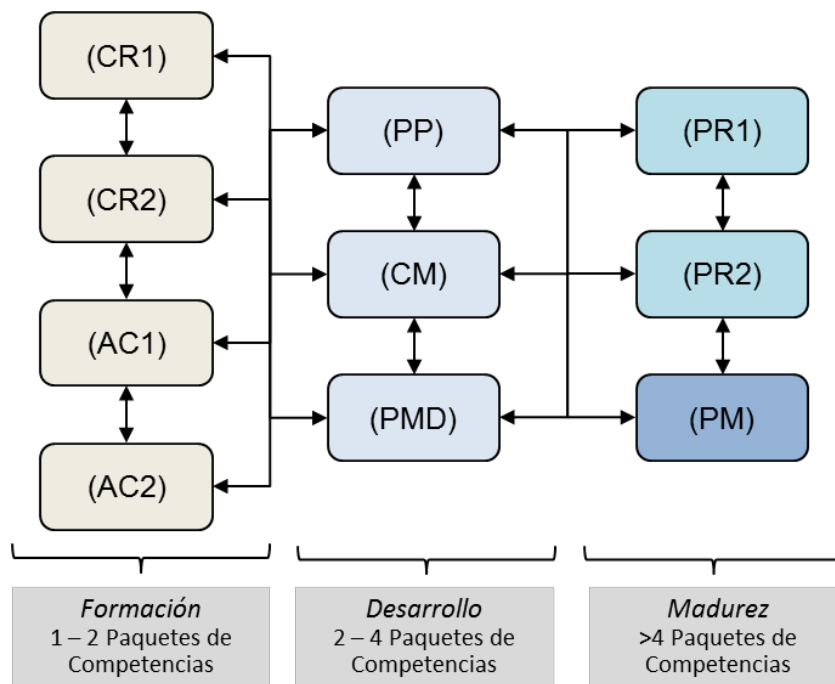 (CR1)
(CR2)
(AC1)
(AC2)
(PP)
(CM)
(PMD)
(PR1)
(PR2)
(PM)
Formación
1 – 2 Paquetes de
Competencias
Desarrollo
2 – 4 Paquetes de
Competencias
Madurez
>4 Paquetes de
Competencias